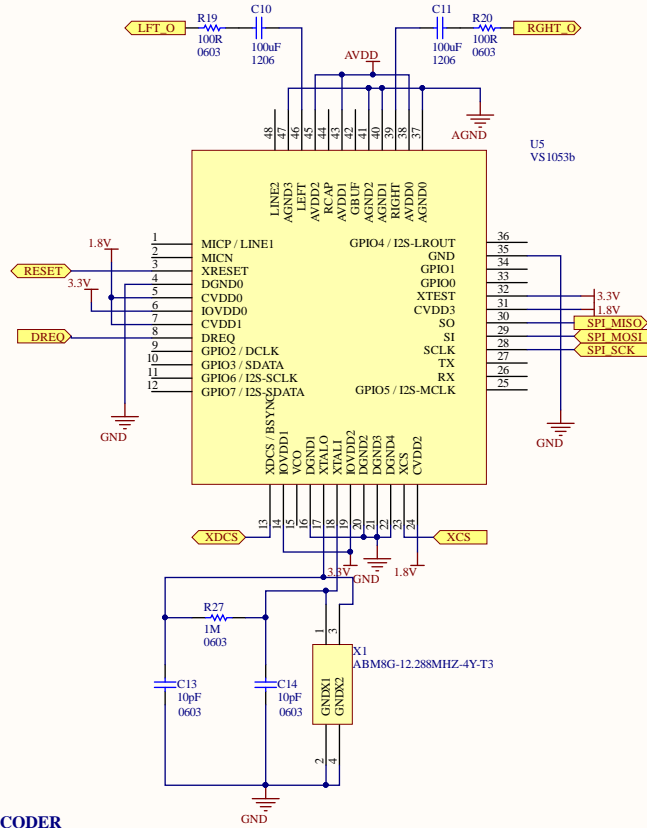 C10
C11
R19
R20
LFT_O
RGHT_O
100R
0603
100uF
1206
100uF
1206
100R
0603
AVDD
AGND
U5
VS1053b
48
47
46
45
44
43
42
41
40
39
38
37
LINE2
AGND3
LEFT
AVDD2
RCAP
AVDD1
GBUF
AGND2
AGND1
RIGHT
AVDD0
AGND0
1.8V
RESET
3.3V
DREQ
GND
1 MICP / LINE1
2 MICN
3 XRESET
4 DGND0
5 CVDD0
6 IOVDD0
7 CVDD1
8 DREQ
9 GPIO2 / DCLK
10 GPIO3 / SDATA
11 GPIO6 / I2S-SCLK
12 GPIO7 / I2S-SDATA
GPIO4 / I2S-LROUT 36
GND 35
GPIO1 34
GPIO0 33
XTEST 32
CVDD3 31
SO 30
SI 29
SCLK 28
TX 27
RX 26
GPIO5 / I2S-MCLK 25
3.3V
1.8V
SPI_MISO
SPI_MOSI
SPI_SCK
GND
XDCS / BSYNC
IOVDD1
VCO
DGND1
XTALO
XTALI
IOVDD2
DGND2
DGND3
DGND4
XCS
CVDD2
13
14
15
16
17
18
19
20
21
22
23
24
XDCS
XCS
3.3V
GND
1.8V
R27
1M
0603
1
3
X1
ABM8G-12.288MHZ-4Y-T3
GNDX1
GNDX2
2
4
C13
10pF
0603
C14
10pF
0603
GND
CODER